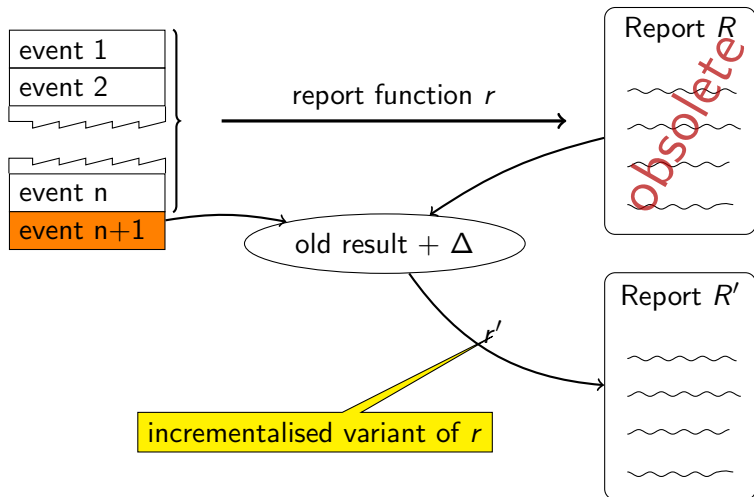 event 1
event 2
event n
event n+1
report function r
Report R
obsolete
old result + Δ
r′
incrementalised variant of r
Report R′